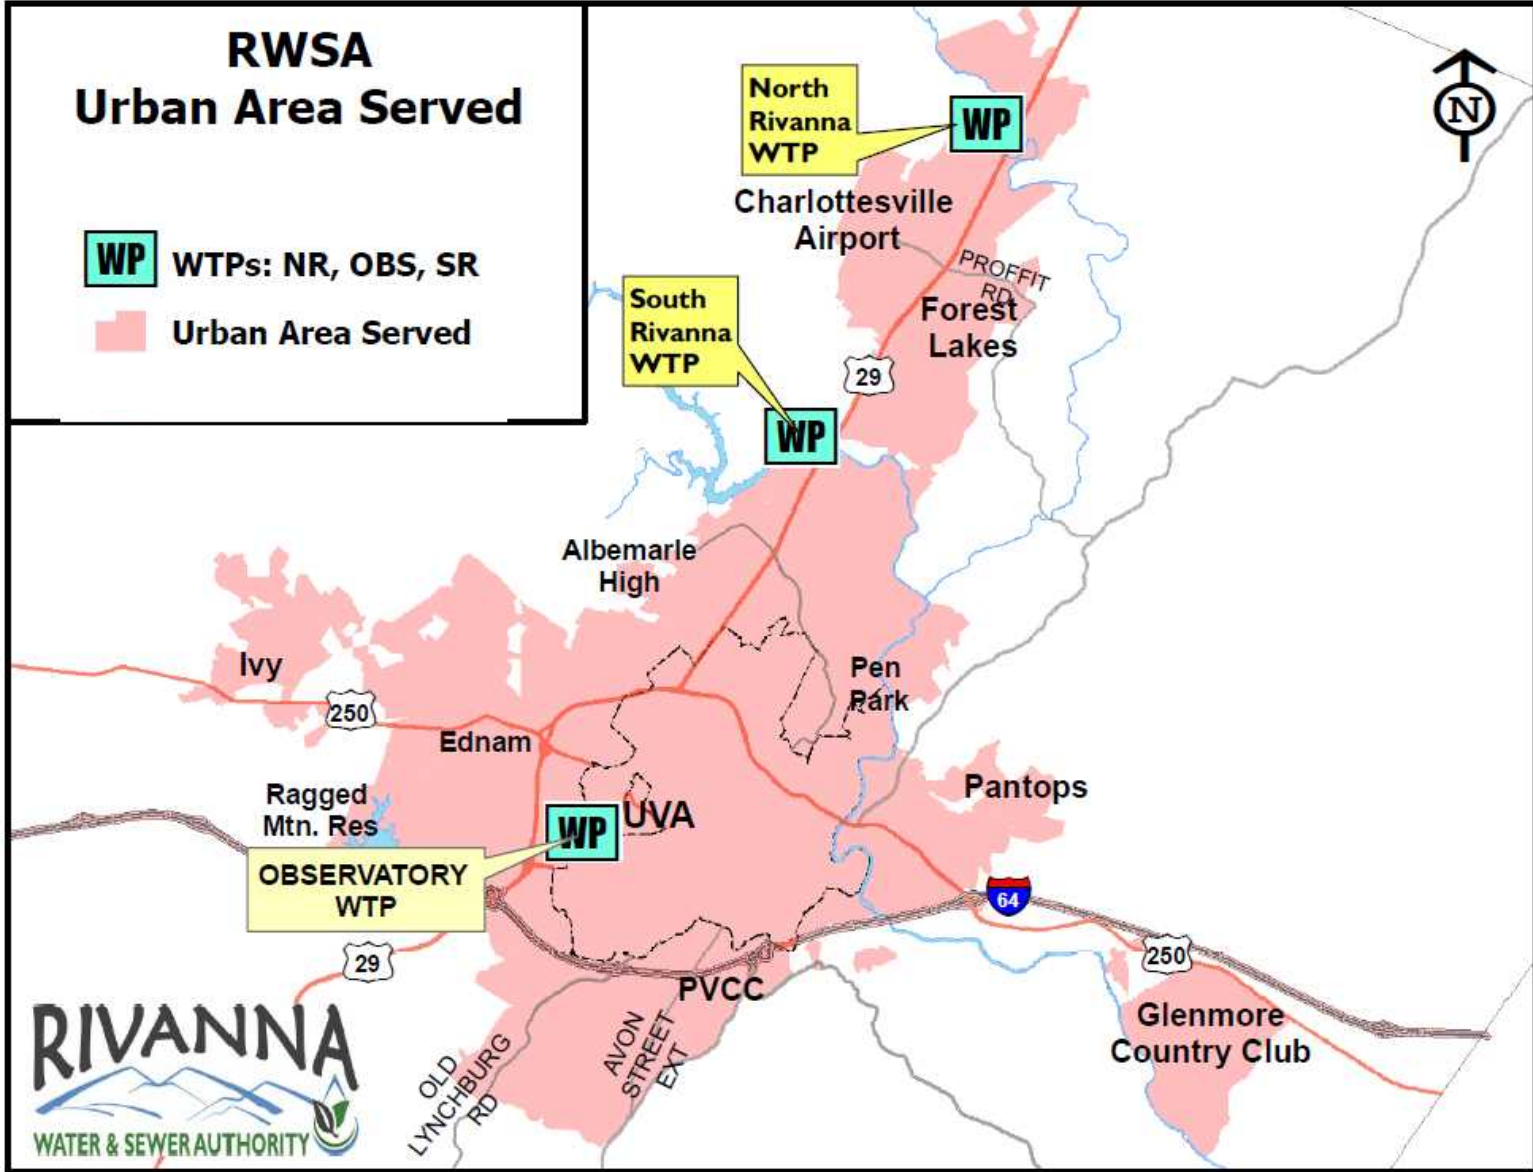 RWSA
Urban Area Served
WP
WTPs: NR, OBS, SR
Urban Area Served
North
Rivanna
WTP
WP
N
Charlottesville
Airport
PROFFIT
RD
Forest
Lakes
South
Rivanna
WTP
29
WP
Albemarle
High
Ivy
250
Ednam
Pen
Park
Ragged
Mtn. Res
WP
UVA
Pantops
OBSERVATORY
WTP
64
29
250
PVCC
Glenmore
Country Club
OLD
LYNCHBURG
RD
AVON
STREET
EXT
RIVANNA
WATER & SEWER AUTHORITY